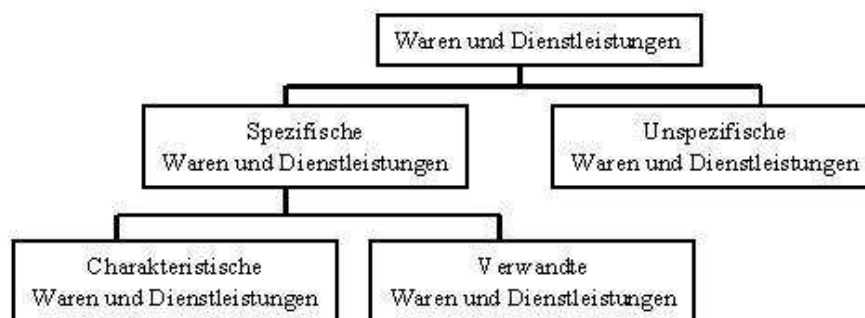 Waren und Dienstleistungen
Spezifische
Waren und Dienstleistungen
Unspezifische
Waren und Dienstleistungen
Charakteristische
Waren und Dienstleistungen
Verwandte
Waren und Dienstleistungen